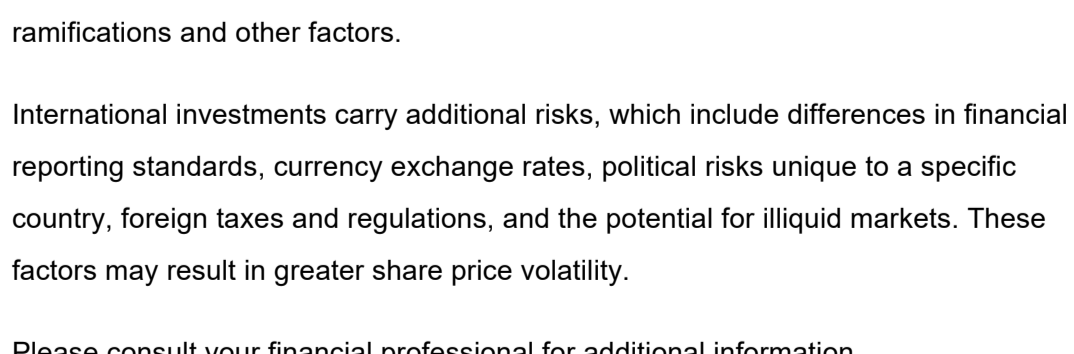 ramifications and other factors.
International investments carry additional risks, which include differences in financial
reporting standards, currency exchange rates, political risks unique to a specific
country, foreign taxes and regulations, and the potential for illiquid markets. These
factors may result in greater share price volatility.
Please consult your financial professional for additional information.